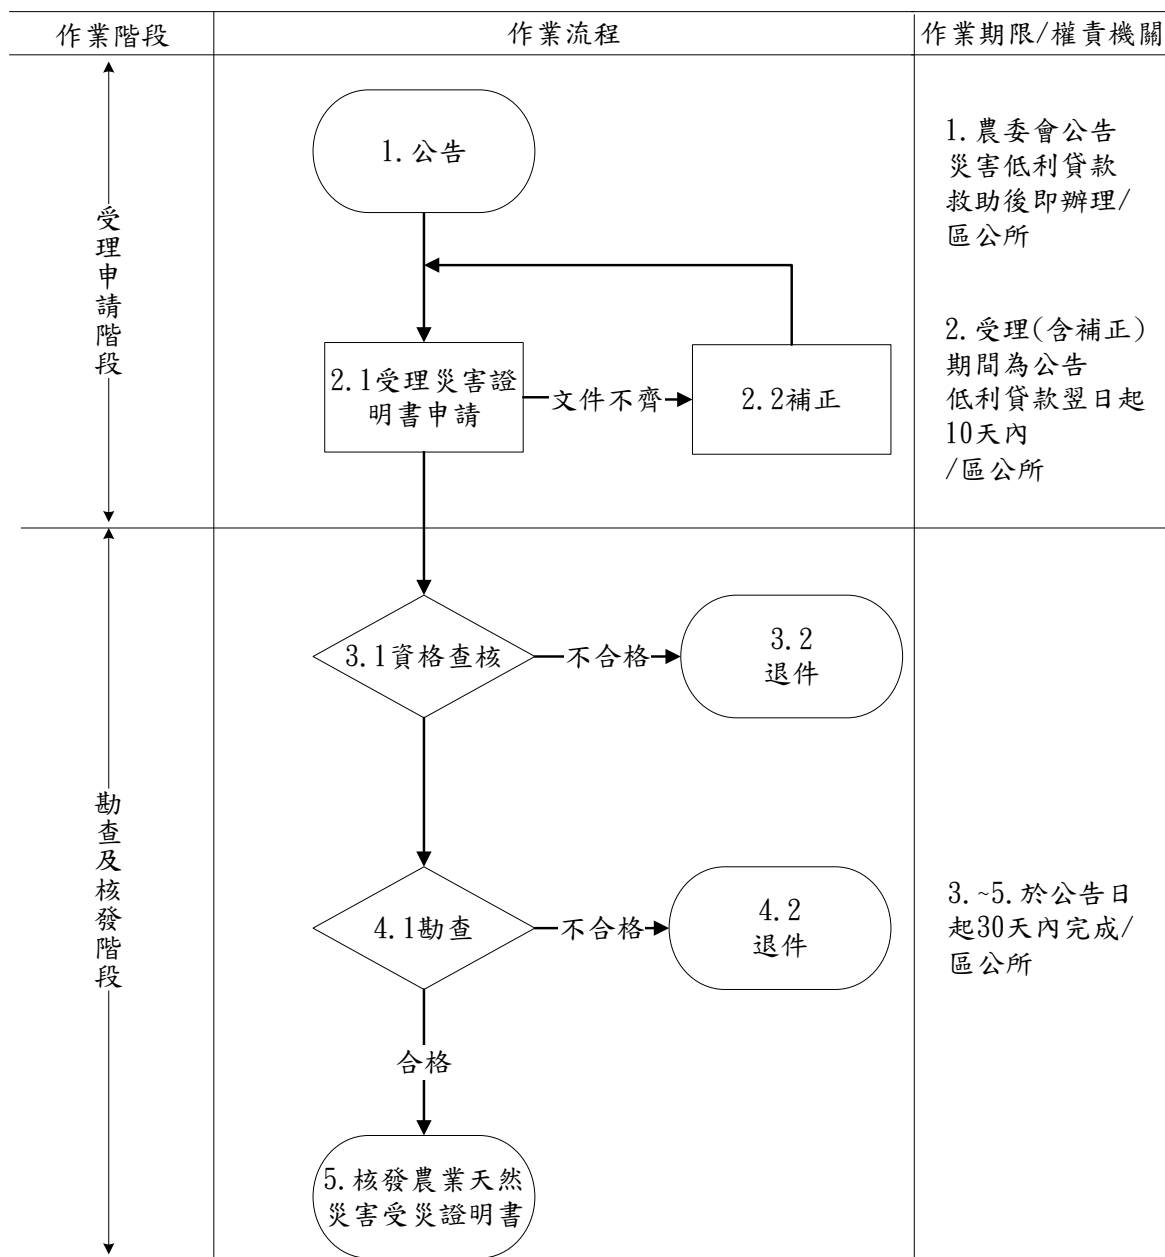 作業階段
作業流程
作業期限/權責機關
受理申請階段
1.公告
1.農委會公告
災害低利貸款
救助後即辦理/
區公所
2.1受理災害證
明書申請
文件不齊
2.2補正
2.受理(含補正)
期間為公告
低利貸款翌日起
10天內
/區公所
勘查及核發階段
3.1資格查核
不合格
3.2
退件
4.1勘查
不合格
4.2
退件
3.~5.於公告日
起30天內完成/
區公所
合格
5.核發農業天然
災害受災證明書